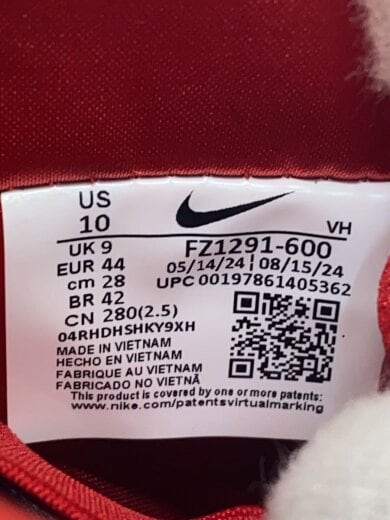 US
10
VH
UK 9
FZ1291-600
EUR 44
05/14/24 | 08/15/24
cm 28
UPC 00197861405362
BR 42
CN 280(2.5)
04RHDHSHKY9XH
MADE IN VIETNAM
HECHO EN VIETNAM
FABRIQUE AU VIETNAM
FABRICADO NO VIETNÃ
This product is covered by one or more patents:
www.nike.com/patentsvirtualmarking